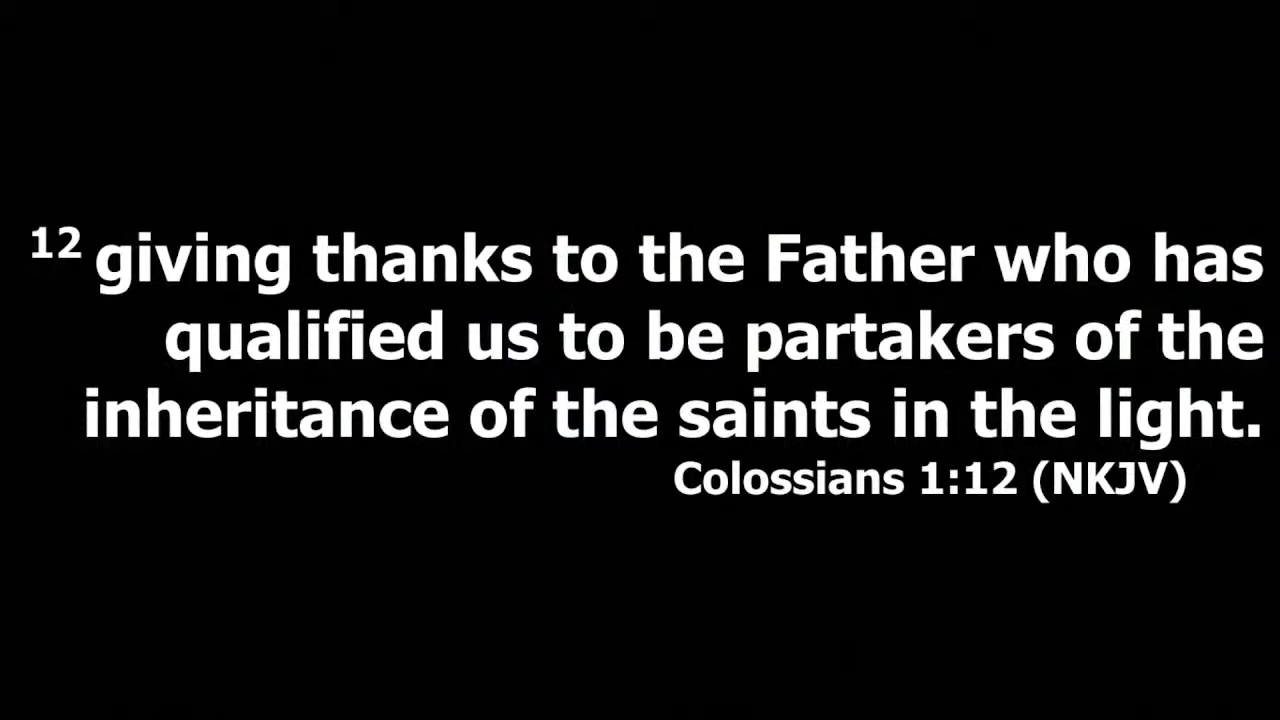 12 giving thanks to the Father who has
qualified us to be partakers of the
inheritance of the saints in the light.
Colossians 1:12 (NKJV)